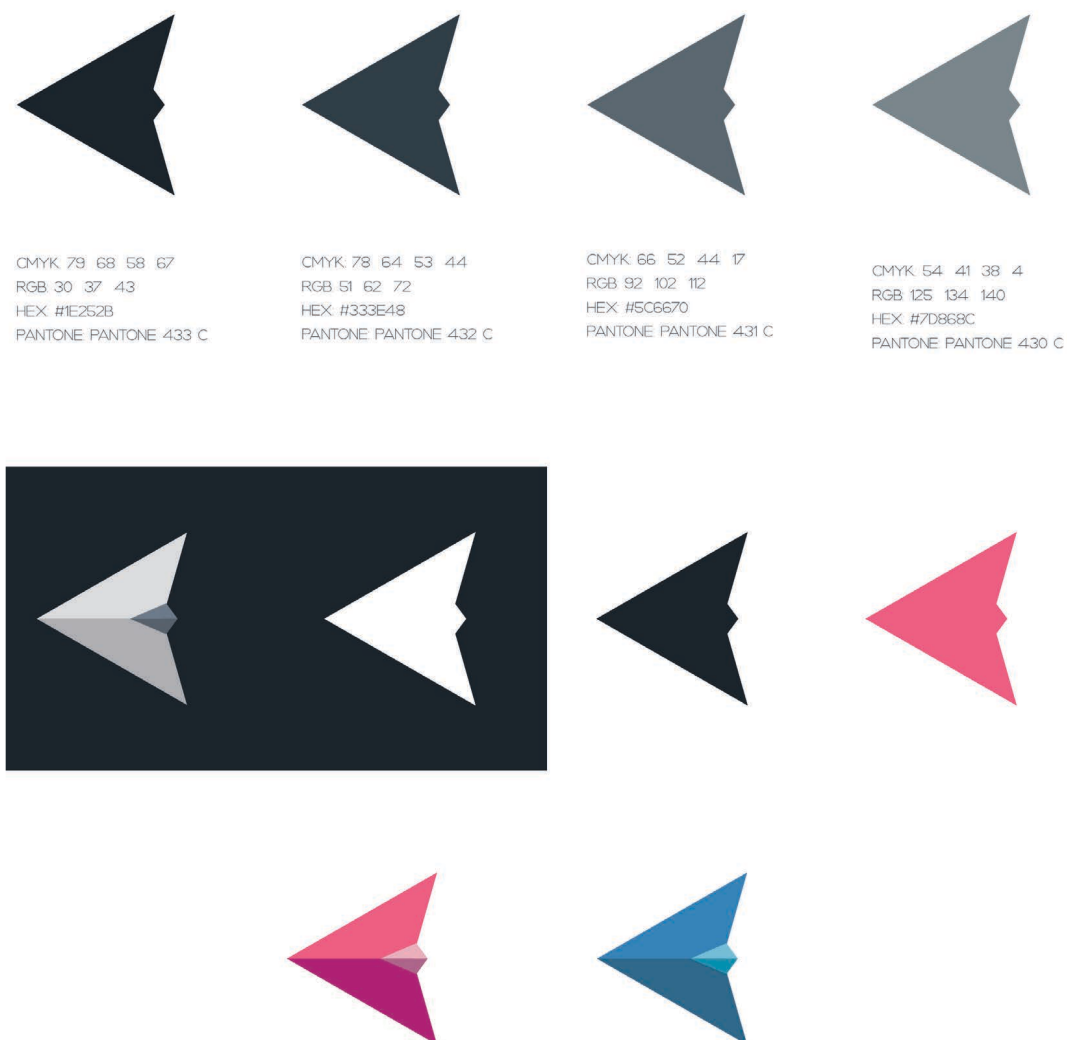 CMYK 79 68 58 67
RGB 30 37 43
HEX #1E252B
PANTONE PANTONE 433 C
CMYK 78 64 53 44
RGB 51 62 72
HEX #333E48
PANTONE PANTONE 432 C
CMYK 66 52 44 17
RGB 92 102 112
HEX #5C6670
PANTONE PANTONE 431 C
CMYK 54 41 38 4
RGB 125 134 140
HEX #7D868C
PANTONE PANTONE 430 C